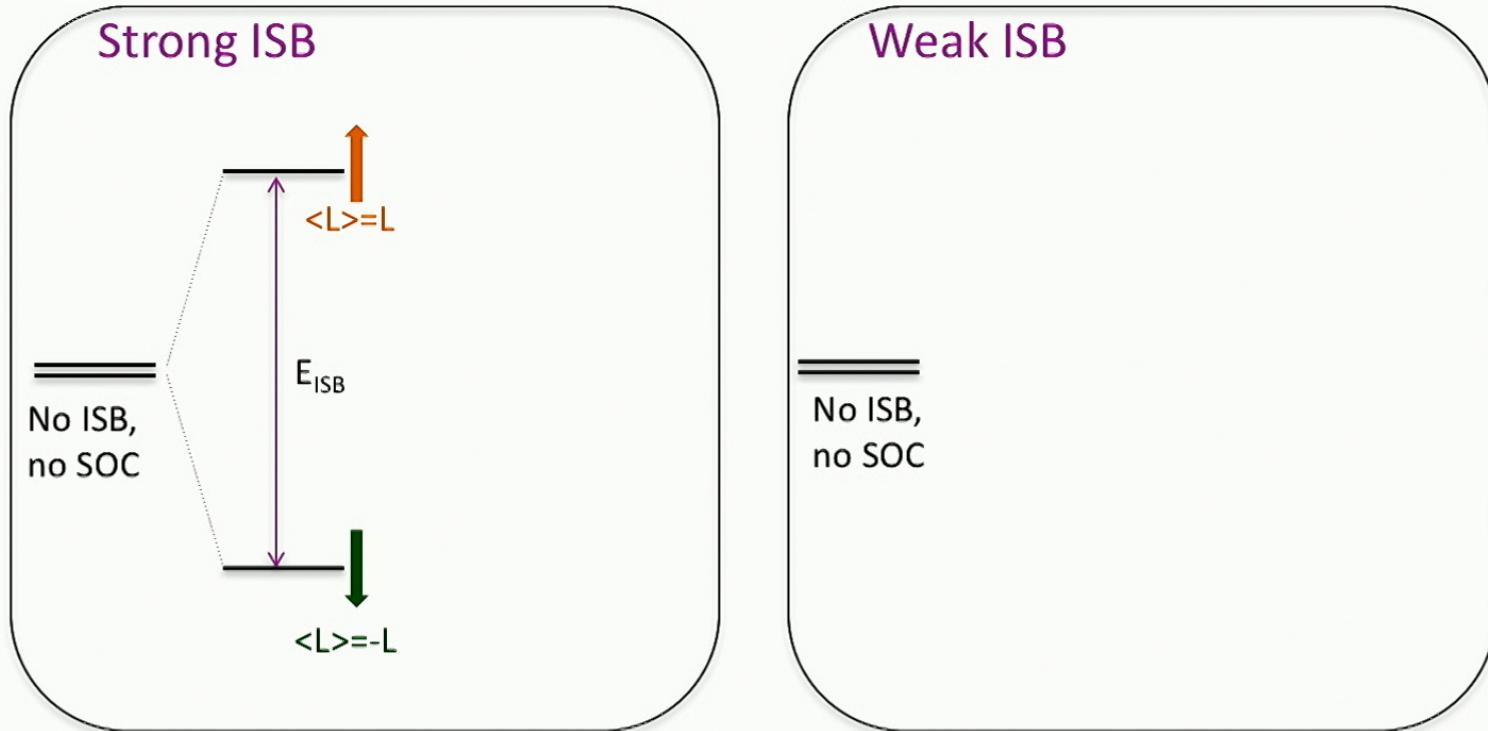 Strong ISB
<L>=L
E_ISB
No ISB,
no SOC
<L>=-L
Weak ISB
No ISB,
no SOC